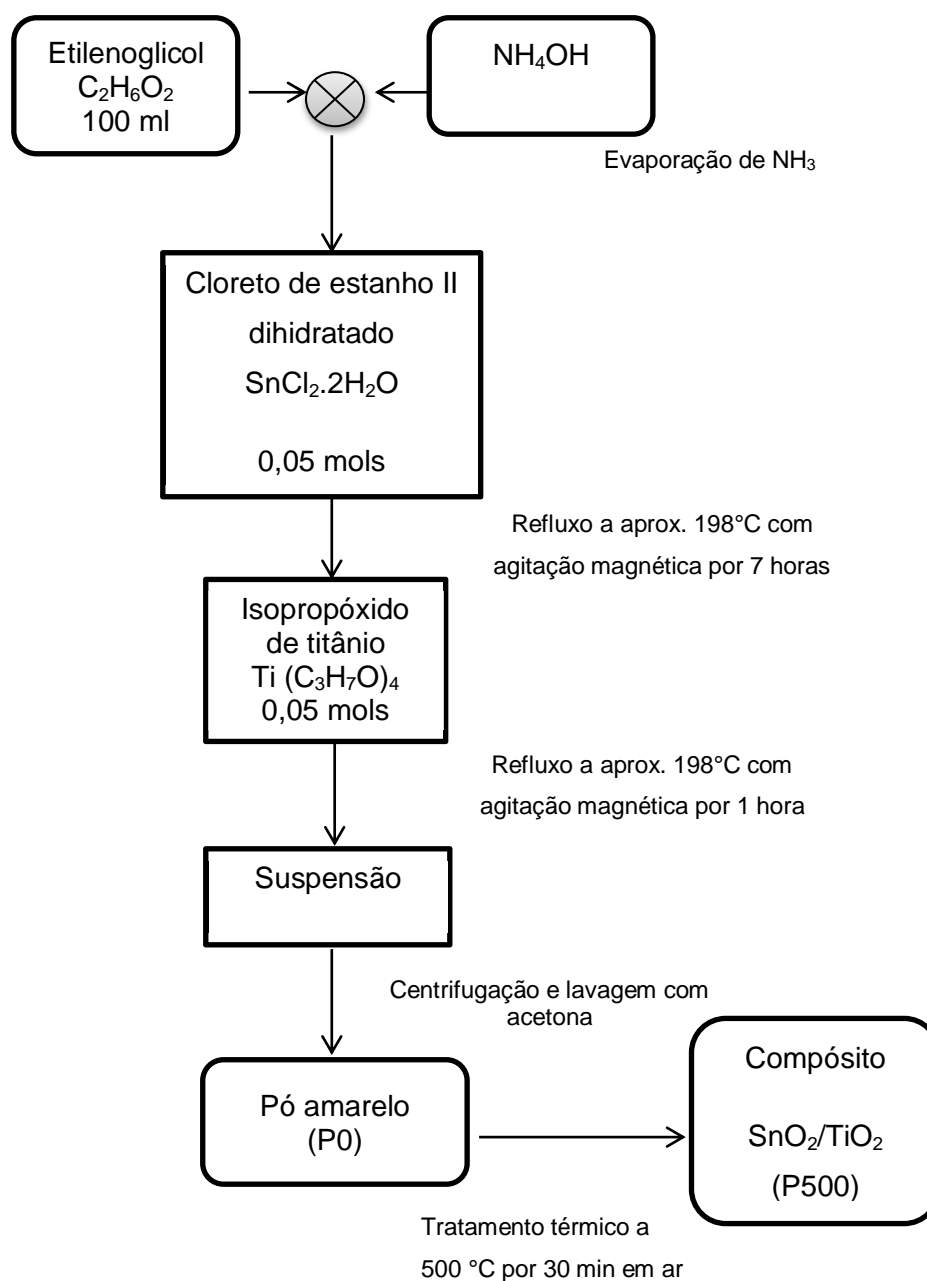 Etilenoglicol
C₂H₆O₂
100 ml
NH₄OH
Evaporação de NH₃
Cloreto de estanho II
dihidratado
SnCl₂.2H₂O
0,05 mols
Refluxo a aprox. 198°C com
agitação magnética por 7 horas
Isopropóxido
de titânio
Ti (C₃H₇O)₄
0,05 mols
Refluxo a aprox. 198°C com
agitação magnética por 1 hora
Suspensão
Centrifugação e lavagem com
acetona
Pó amarelo
(P0)
Compósito
SnO₂/TiO₂
(P500)
Tratamento térmico a
500 °C por 30 min em ar